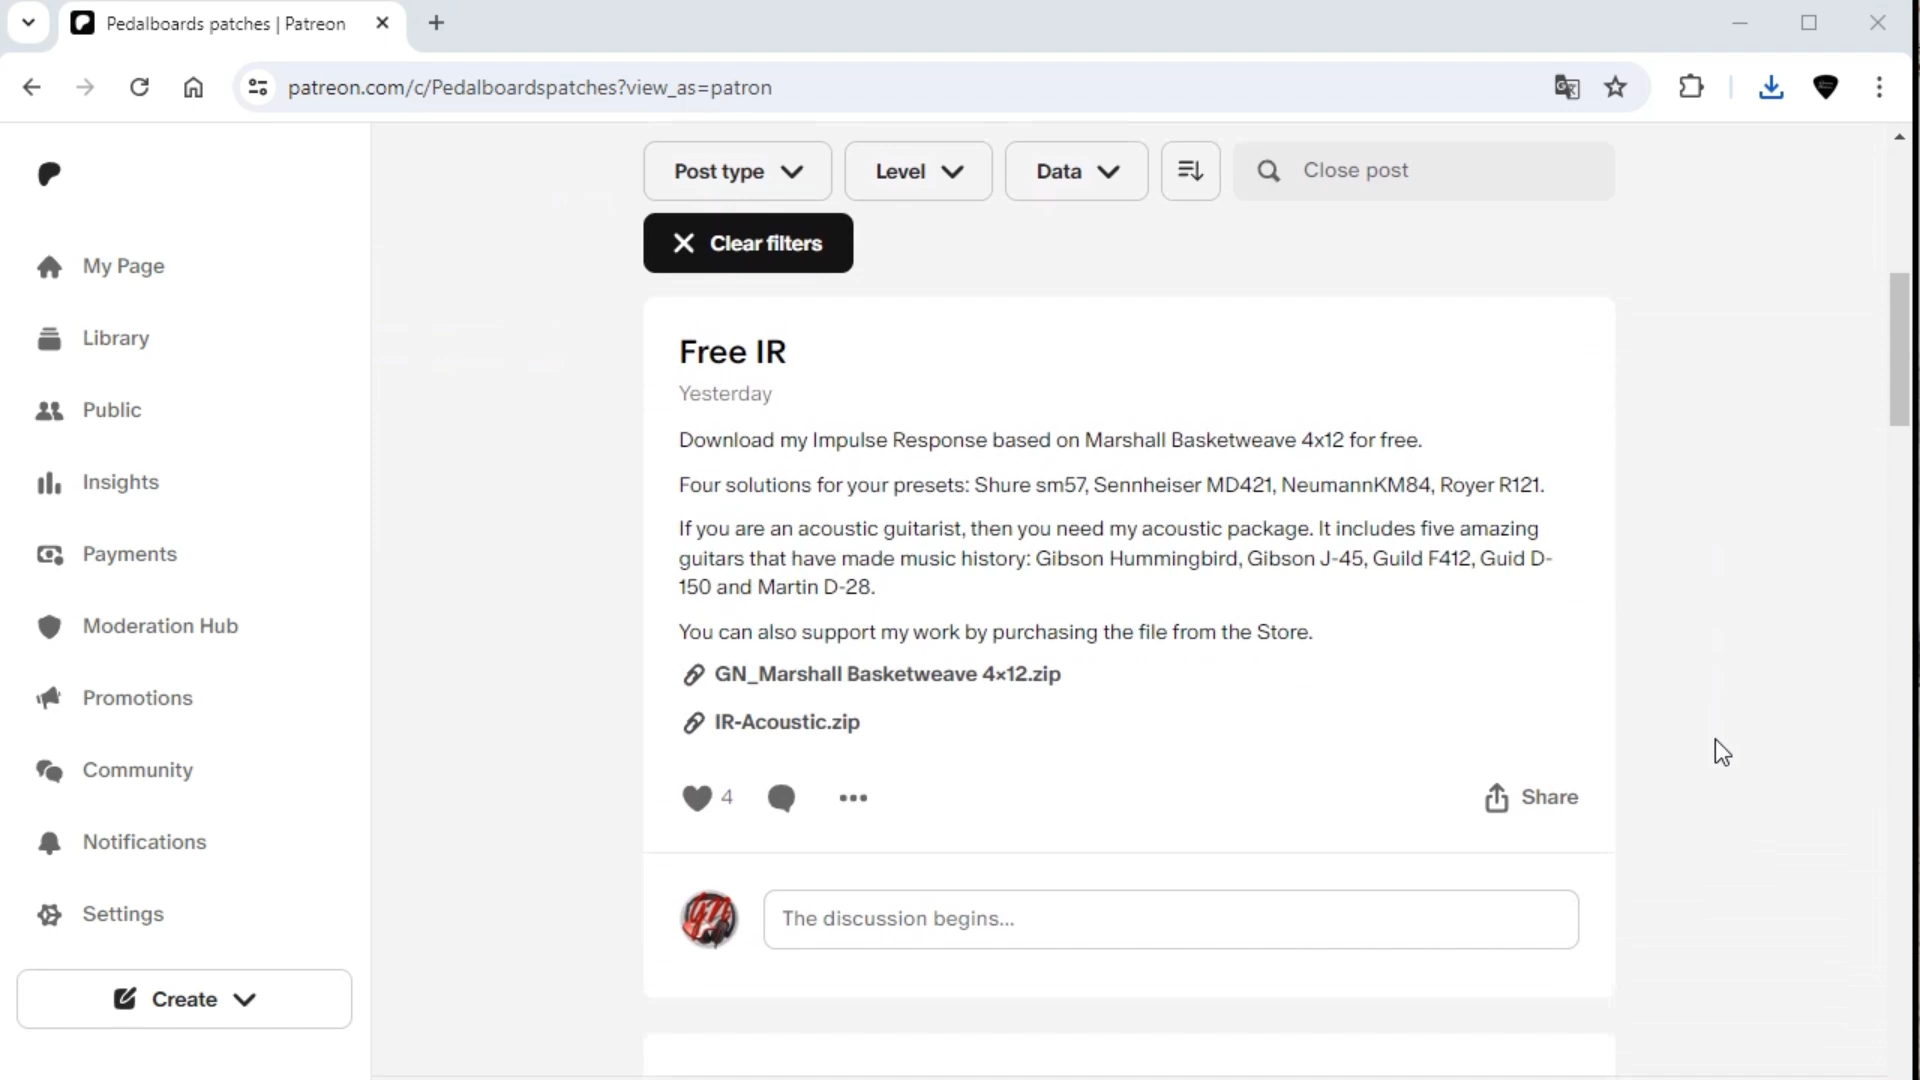 Pedalboards patches | Patreon
patreon.com/c/Pedalboardspatches?view_as=patron
Post type
Level
Data
Close post
Clear filters
My Page
Library
Public
Insights
Payments
Moderation Hub
Promotions
Community
Notifications
Settings
Create
Free IR
Yesterday
Download my Impulse Response based on Marshall Basketweave 4x12 for free.
Four solutions for your presets: Shure sm57, Sennheiser MD421, NeumannKM84, Royer R121.
If you are an acoustic guitarist, then you need my acoustic package. It includes five amazing
guitars that have made music history: Gibson Hummingbird, Gibson J-45, Guild F412, Guid D-
150 and Martin D-28.
You can also support my work by purchasing the file from the Store.
GN_Marshall Basketweave 4×12.zip
IR-Acoustic.zip
4
Share
The discussion begins...